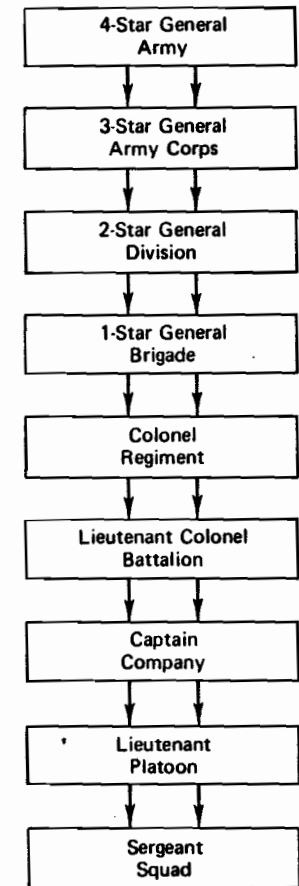 4-Star General
Army
3-Star General
Army Corps
2-Star General
Division
1-Star General
Brigade
Colonel
Regiment
Lieutenant Colonel
Battalion
Captain
Company
Lieutenant
Platoon
Sergeant
Squad